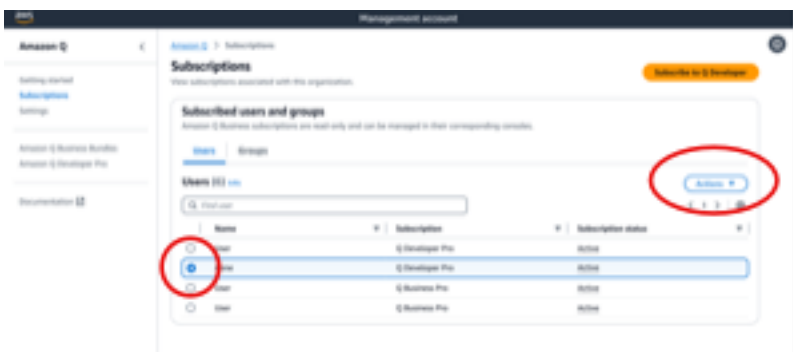 aws
Management account
Amazon Q
Amazon Q > Subscriptions
Subscriptions
View subscriptions associated with this organization.
Subscribe to Q Developer
Getting started
Subscriptions
Settings
Amazon Q Business Bundles
Amazon Q Developer Pro
Documentation
Subscribed users and groups
Amazon Q Business subscriptions are read only and can be managed in their corresponding consoles.
Users Groups
Users Info
Actions
Find user
1
Name Subscription Subscription status
User Q Developer Pro Active
Q Developer Pro Active
User Q Business Pro Active
User Q Business Pro Active